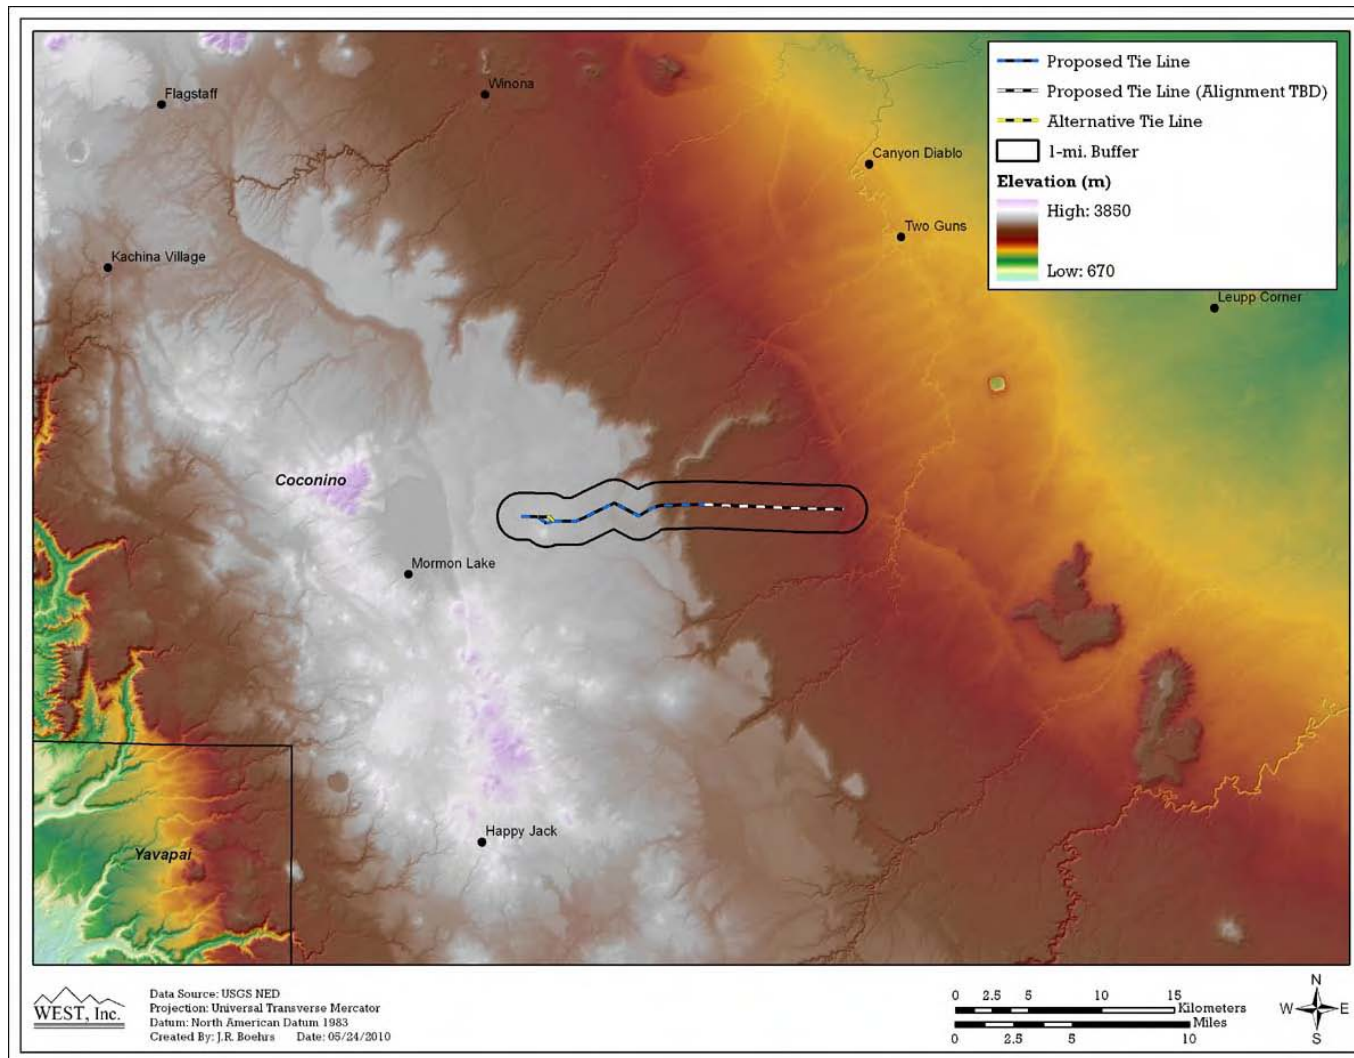 Proposed Tie Line
Proposed Tie Line (Alignment TBD)
Alternative Tie Line
1-mi. Buffer
Elevation (m)
High: 3850
Low: 670
Flagstaff
Winona
Canyon Diablo
Two Guns
Kachina Village
Leupp Corner
Coconino
Mormon Lake
Happy Jack
Yavapai
WEST, Inc.
Data Source: USGS NED
Projection: Universal Transverse Mercator
Datum: North American Datum 1983
Created By: J.R. Boehrs Date: 05/24/2010
0 2.5 5 10 15
Kilometers
Miles
0 2.5 5 10
N
W E
S